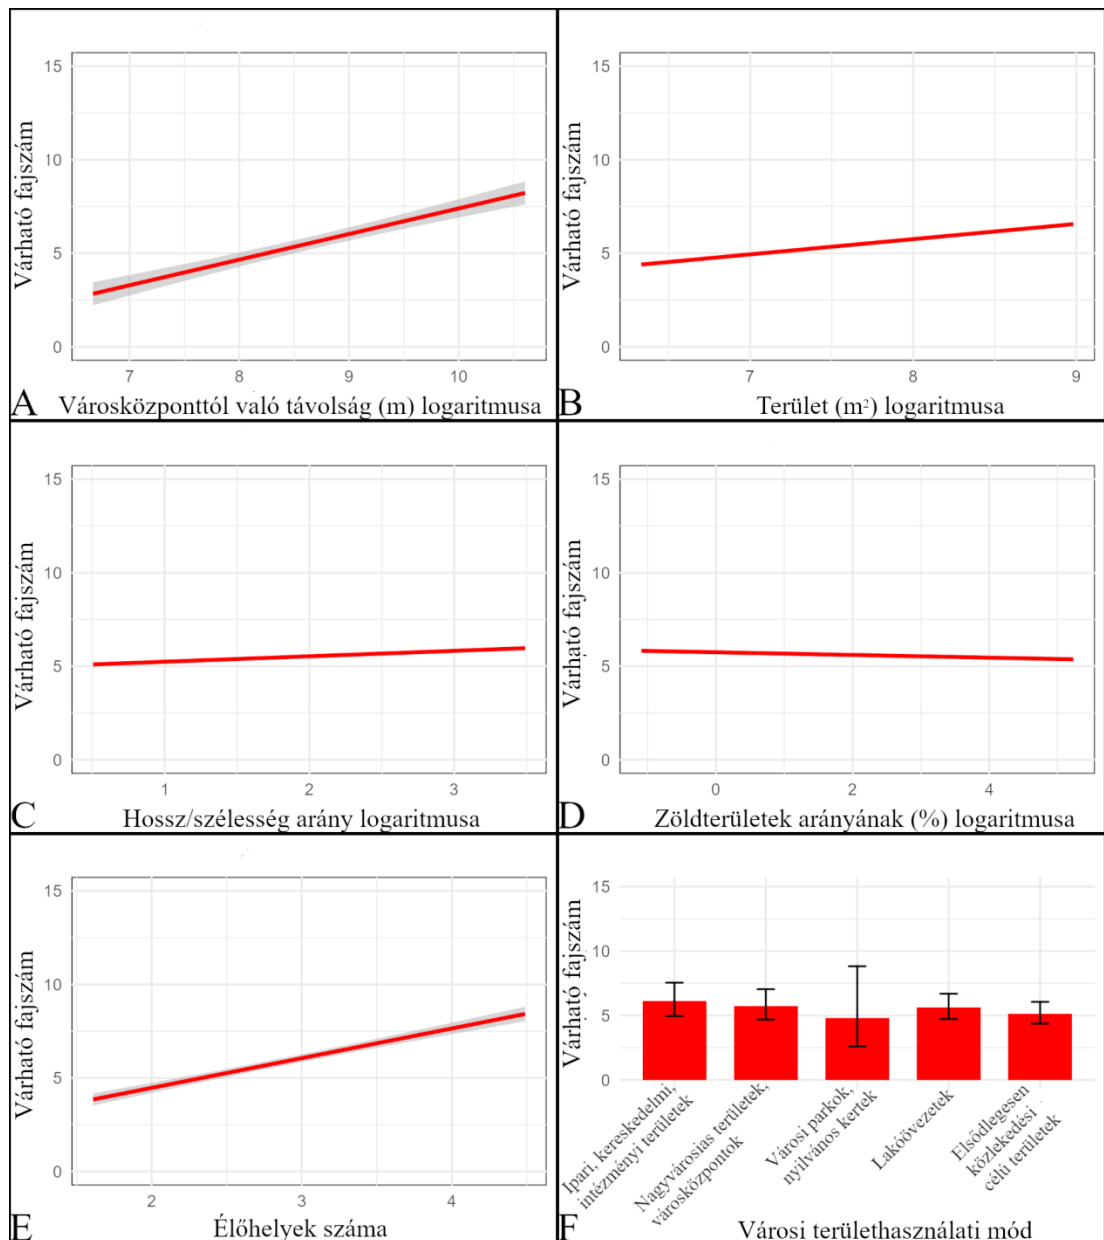 15
10
5
0
Várható fajszám
7 8 9 10
A Városközponttól való távolság (m) logaritmusa
15
10
5
0
Várható fajszám
7 8 9
B Terület (m²) logaritmusa
15
10
5
0
Várható fajszám
1 2 3
C Hossz/szélesség arány logaritmusa
15
10
5
0
Várható fajszám
0 2 4
D Zöldterületek arányának (%) logaritmusa
15
10
5
0
Várható fajszám
2 3 4
E Élőhelyek száma
15
10
5
0
Várható fajszám
Ipari, kereskedelmi,
intézményi területek
Nagyvárosias területek,
városközpontok
Városi parkok,
nyilvános kertek
Lakóövezetek
Elsődlegesen
közlekedési
célú területek
F Városi területhasználati mód